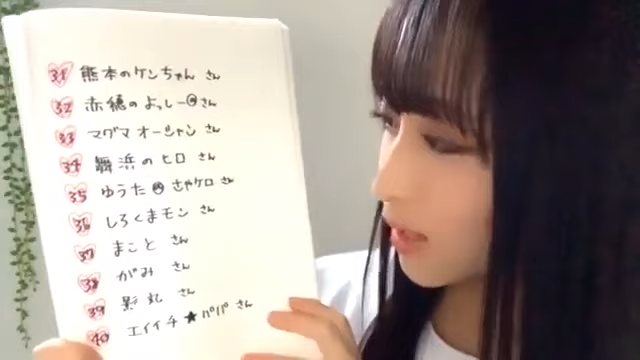 31 熊本のケンちゃん さん
32 赤穂のよっしー@さん
33 マグマオーシャン さん
34 舞浜のヒロ さん
35 ゆうた@さやケロ さん
36 しろくまモン さん
37 まこと さん
38 がみ さん
39 影丸 さん
40 エイイチ★パパ さん